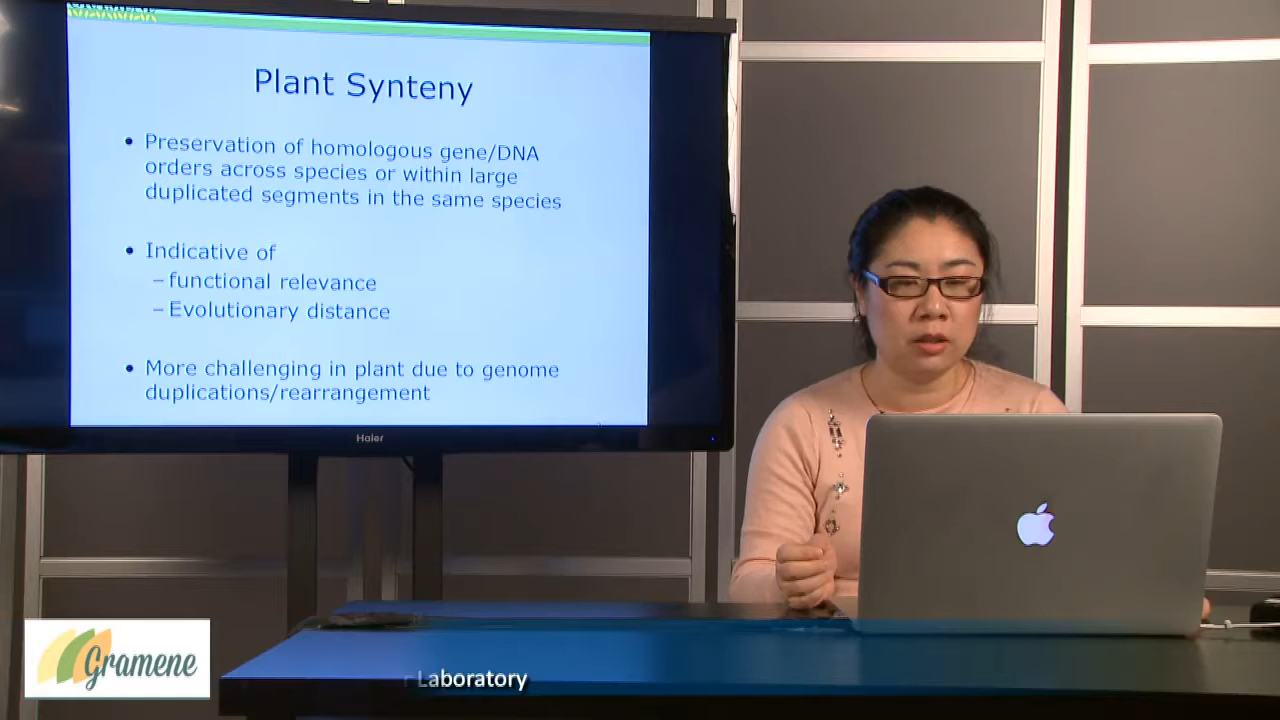 Plant Synteny
• Preservation of homologous gene/DNA
orders across species or within large
duplicated segments in the same species
• Indicative of
– functional relevance
– Evolutionary distance
• More challenging in plant due to genome
duplications/rearrangement
Haier
Gramene
Laboratory